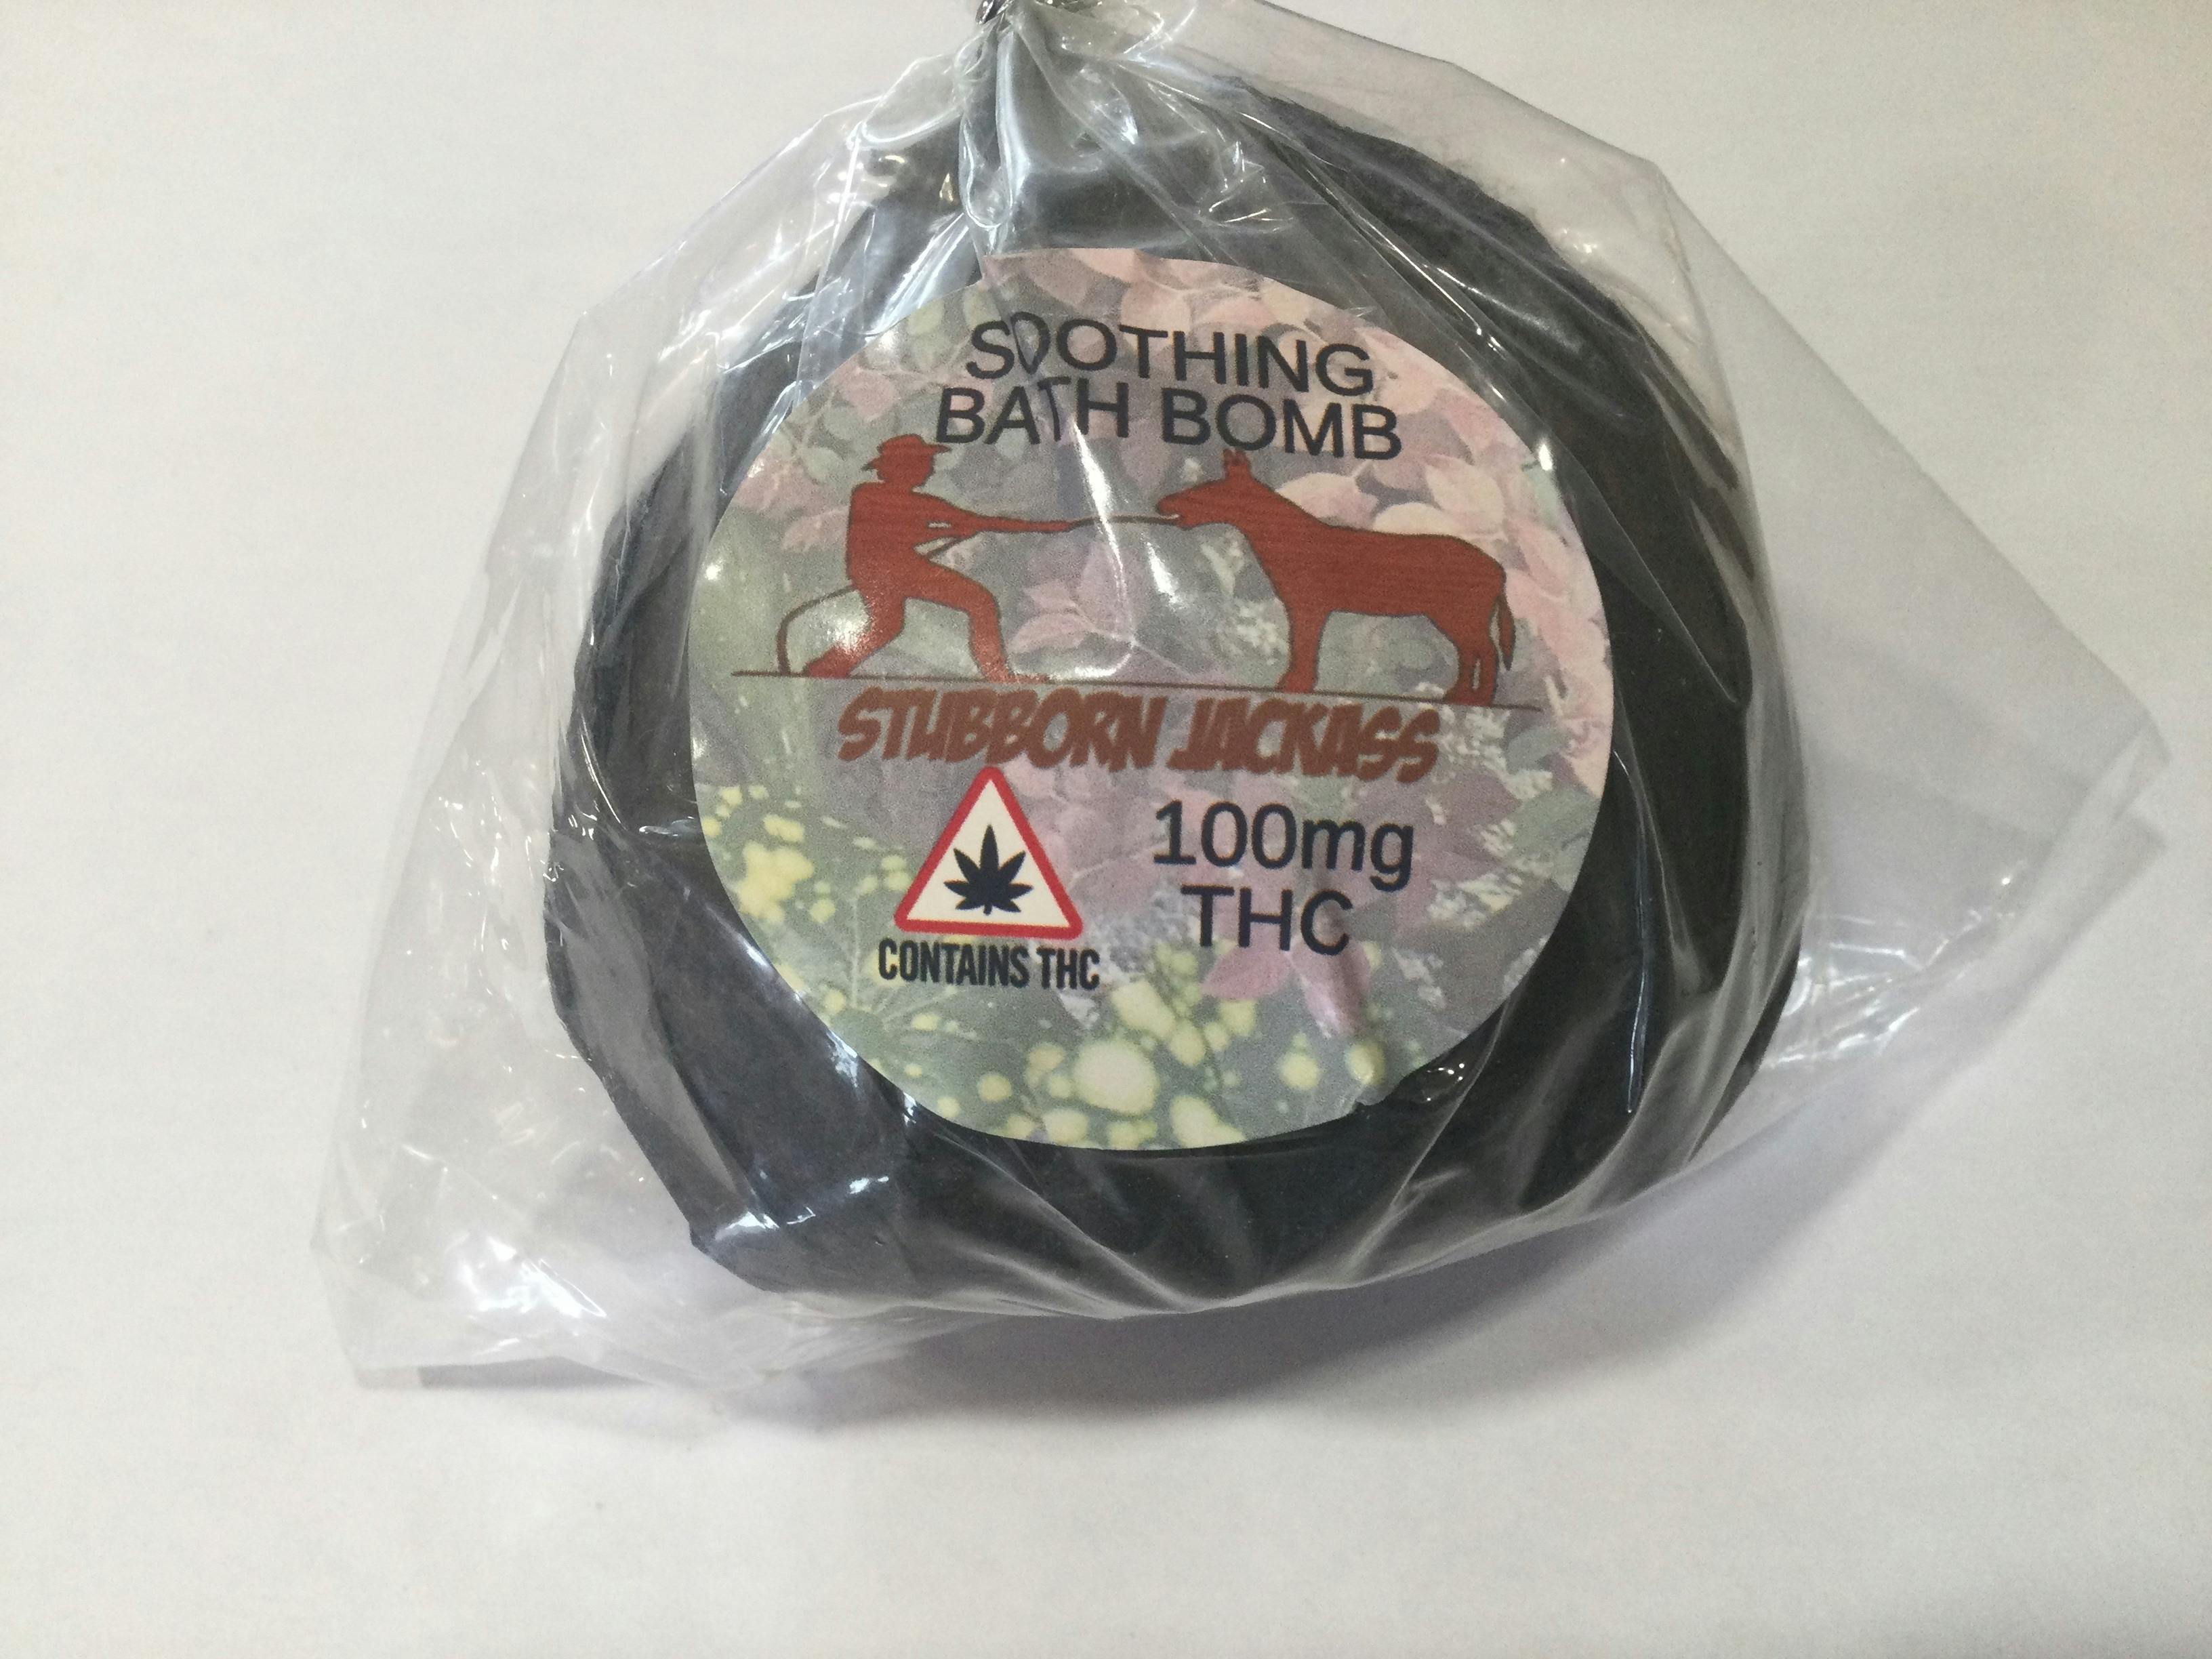 SOOTHING
BATH BOMB
STUBBORN JACKASS
100mg
THC
CONTAINS THC